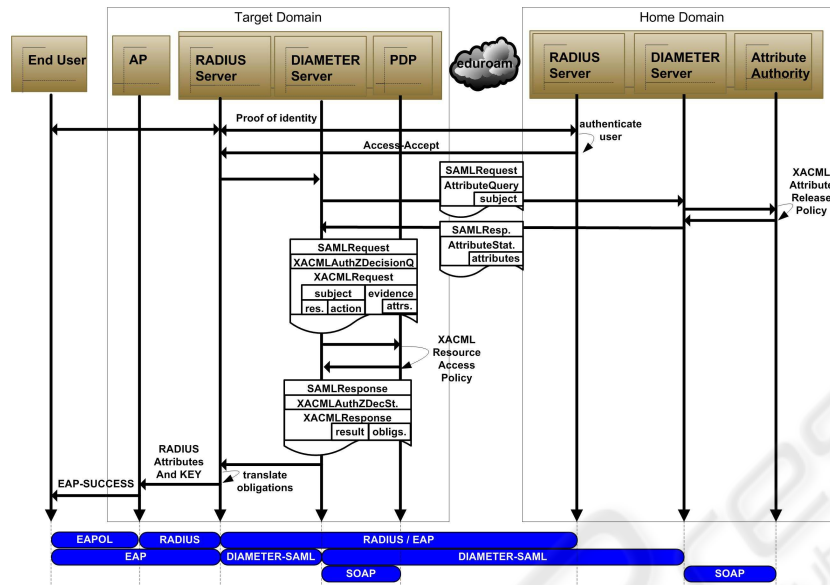 Target Domain
Home Domain
End User
AP
RADIUS
Server
DIAMETER
Server
PDP
eduroam
RADIUS
Server
DIAMETER
Server
Attribute
Authority
Proof of identity
authenticate
user
Access-Accept
SAMLRequest
AttributeQuery
subject
XACML
Attribute
Release
Policy
SAMLResp.
AttributeStat.
attributes
SAMLRequest
XACMLAuthZDecisionQ
XACMLRequest
subject evidence
res. action attrs.
XACML
Resource
Access
Policy
SAMLResponse
XACMLAuthZDecSt.
XACMLResponse
result obligs.
RADIUS
Attributes
And KEY
translate
obligations
EAP-SUCCESS
EAPOL
RADIUS
RADIUS / EAP
EAP
DIAMETER-SAML
DIAMETER-SAML
SOAP
SOAP